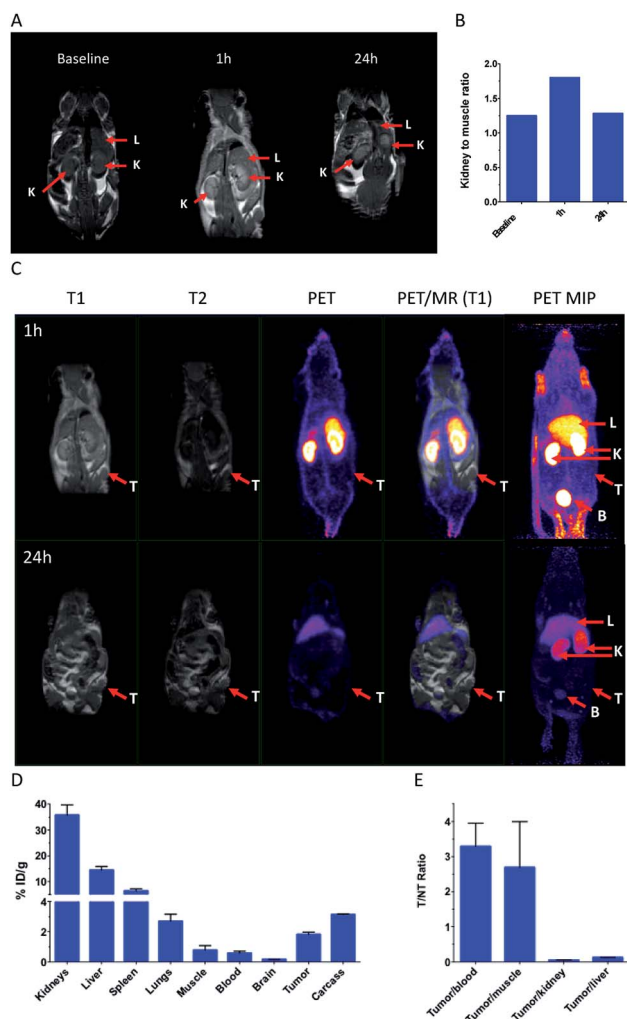 A
Baseline 1h 24h
L
K
K
L
K
K
L
K
K
B
Kidney to muscle ratio
2.0
1.5
1.0
0.5
0.0
Baseline 1h 24h
C
T1 T2 PET PET/MR (T1) PET MIP
1h
T T T T
L
K
T
B
24h
T T T T
L
K
T
B
D
% ID/g
40
30
20
10
4
2
0
Kidneys Liver Spleen Lungs Muscle Blood Brain Tumor Carcass
E
T/NT Ratio
4
3
2
1
0
Tumor/blood Tumor/muscle Tumor/kidney Tumor/liver